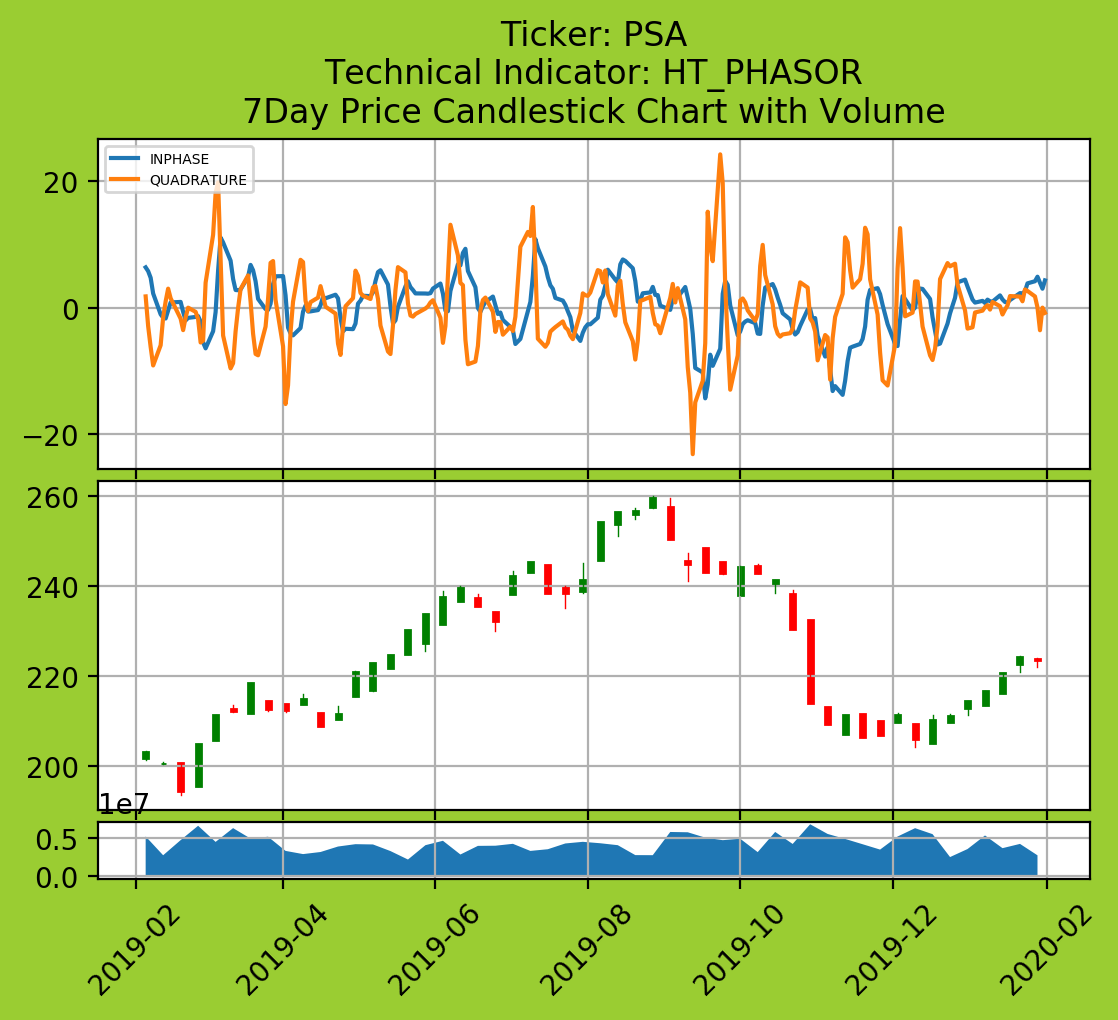 Ticker: PSA
Technical Indicator: HT_PHASOR
7Day Price Candlestick Chart with Volume
INPHASE
QUADRATURE
20
0
−20
260
240
220
200
1e7
0.5
0.0
2019-02
2019-04
2019-06
2019-08
2019-10
2019-12
2020-02